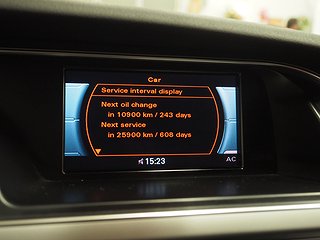 Car
Service interval display
Next oil change
in 10900 km / 243 days
Next service
in 25900 km / 608 days
15:23
AC